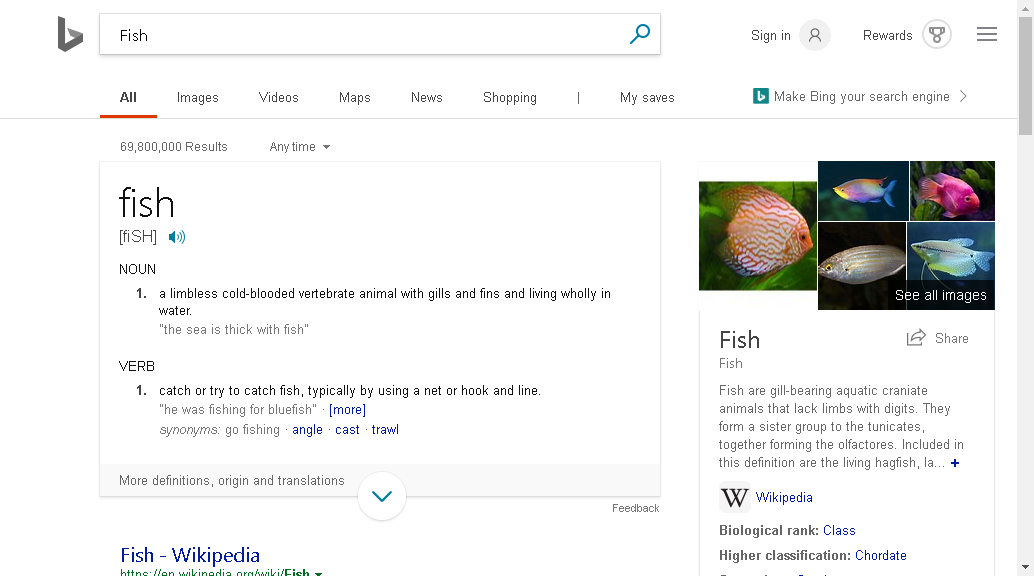 Fish
Sign in
Rewards
All Images Videos Maps News Shopping | My saves
Make Bing your search engine
69,800,000 Results Any time
fish
[fiSH]
NOUN
1. a limbless cold-blooded vertebrate animal with gills and fins and living wholly in
water.
"the sea is thick with fish"
VERB
1. catch or try to catch fish, typically by using a net or hook and line.
"he was fishing for bluefish" · [more]
synonyms: go fishing · angle · cast · trawl
More definitions, origin and translations
Feedback
Fish - Wikipedia
https://en.wikipedia.org/wiki/Fish
See all images
Fish
Share
Fish
Fish are gill-bearing aquatic craniate
animals that lack limbs with digits. They
form a sister group to the tunicates,
together forming the olfactores. Included in
this definition are the living hagfish, la... +
W Wikipedia
Biological rank: Class
Higher classification: Chordate